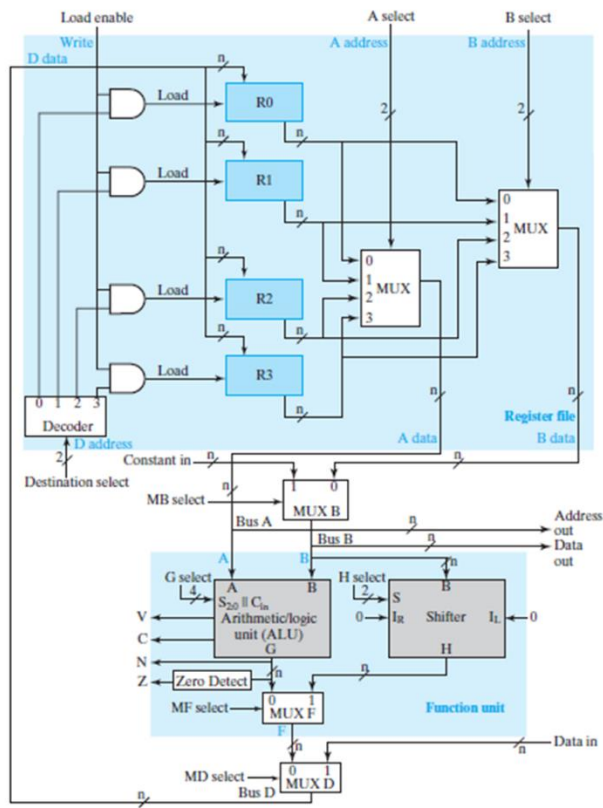 Load enable
A select
B select
Write
A address
B address
D data
n
Load
R0
n
2
2
n
Load
R1
n
0
1
2
3
MUX
0
1
2
3
MUX
n
Load
R2
n
n
Load
R3
n
0 1 2 3
Decoder
D address
2
Destination select
n
n
Register file
A data
B data
Constant in
n
n
1 0
MB select
MUX B
n
Bus A
n
Address
out
Bus B
n
Data
out
A
B
n
G select
4
A
B
H select
2
B
S2:0 || Cin
S
V
Arithmetic/logic
unit (ALU)
0
IR
Shifter
IL
0
C
G
H
N
n
n
Z
Zero Detect
0 1
MF select
MUX F
Function unit
F
n
n
Data in
0 1
MD select
MUX D
n
Bus D